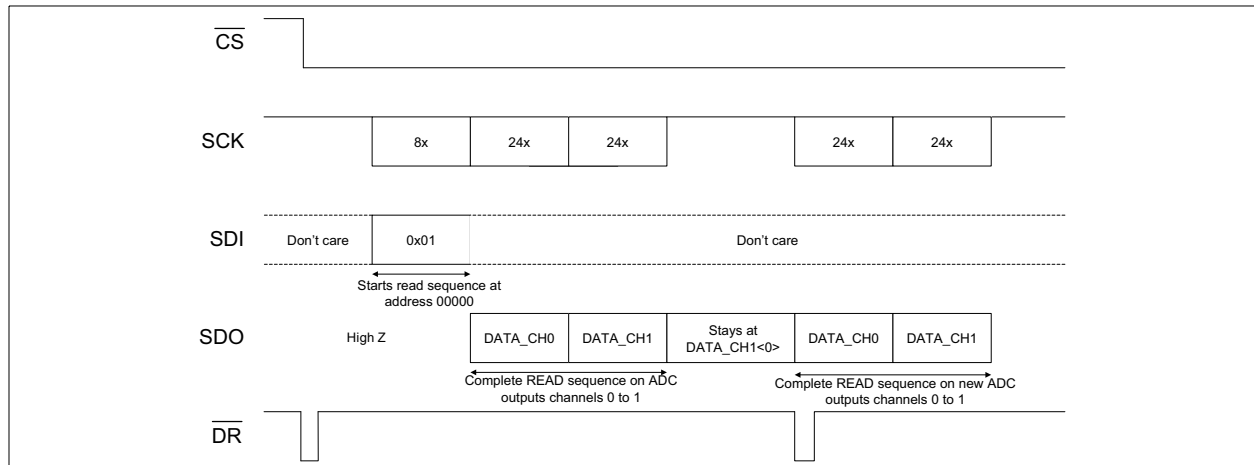 CS
SCK
8x
24x
24x
24x
24x
SDI
Don't care
0x01
Don't care
Starts read sequence at
address 00000
SDO
High Z
DATA_CH0
DATA_CH1
Stays at
DATA_CH1<0>
DATA_CH0
DATA_CH1
Complete READ sequence on ADC
outputs channels 0 to 1
Complete READ sequence on new ADC
outputs channels 0 to 1
DR